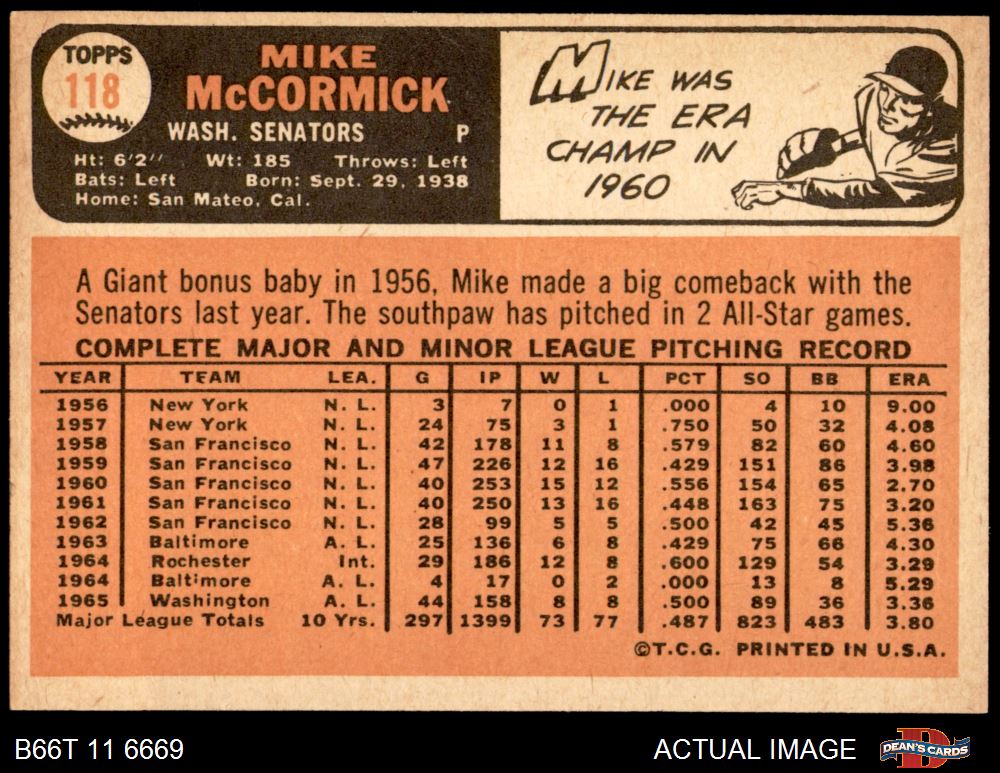 TOPPS
118
MIKE
McCORMICK
WASH. SENATORS P
Ht: 6'2" Wt: 185 Throws: Left
Bats: Left Born: Sept. 29, 1938
Home: San Mateo, Cal.
MIKE WAS
THE ERA
CHAMP IN
1960
A Giant bonus baby in 1956, Mike made a big comeback with the
Senators last year. The southpaw has pitched in 2 All-Star games.
COMPLETE MAJOR AND MINOR LEAGUE PITCHING RECORD
YEAR TEAM LEA. G IP W L PCT SO BB ERA
1956 New York N. L. 3 7 0 1 .000 4 10 9.00
1957 New York N. L. 24 75 3 1 .750 50 32 4.08
1958 San Francisco N. L. 42 178 11 8 .579 82 60 4.60
1959 San Francisco N. L. 47 226 12 16 .429 151 86 3.98
1960 San Francisco N. L. 40 253 15 12 .556 154 65 2.70
1961 San Francisco N. L. 40 250 13 16 .448 163 75 3.20
1962 San Francisco N. L. 28 99 5 5 .500 42 45 5.36
1963 Baltimore A. L. 25 136 6 8 .429 75 66 4.30
1964 Rochester Int. 29 186 12 8 .600 129 54 3.29
1964 Baltimore A. L. 4 17 0 2 .000 13 8 5.29
1965 Washington A. L. 44 158 8 8 .500 89 36 3.36
Major League Totals 10 Yrs. 297 1399 73 77 .487 823 483 3.80
©T.C.G. PRINTED IN U.S.A.
B66T 11 6669 ACTUAL IMAGE DEAN'S CARDS